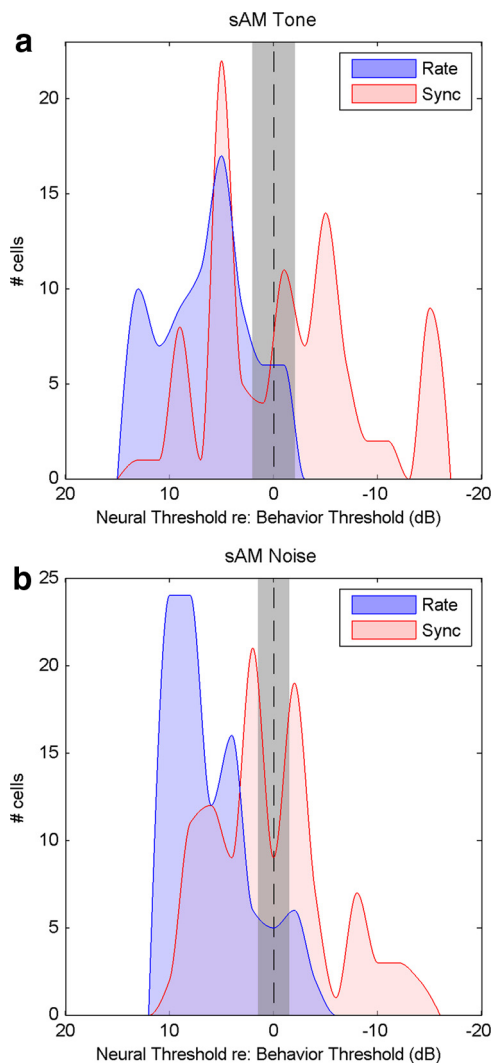 a
sAM Tone
Rate
Sync
20
15
10
5
0
# cells
20 10 0 -10 -20
Neural Threshold re: Behavior Threshold (dB)
b
sAM Noise
Rate
Sync
25
20
15
10
5
0
# cells
20 10 0 -10 -20
Neural Threshold re: Behavior Threshold (dB)